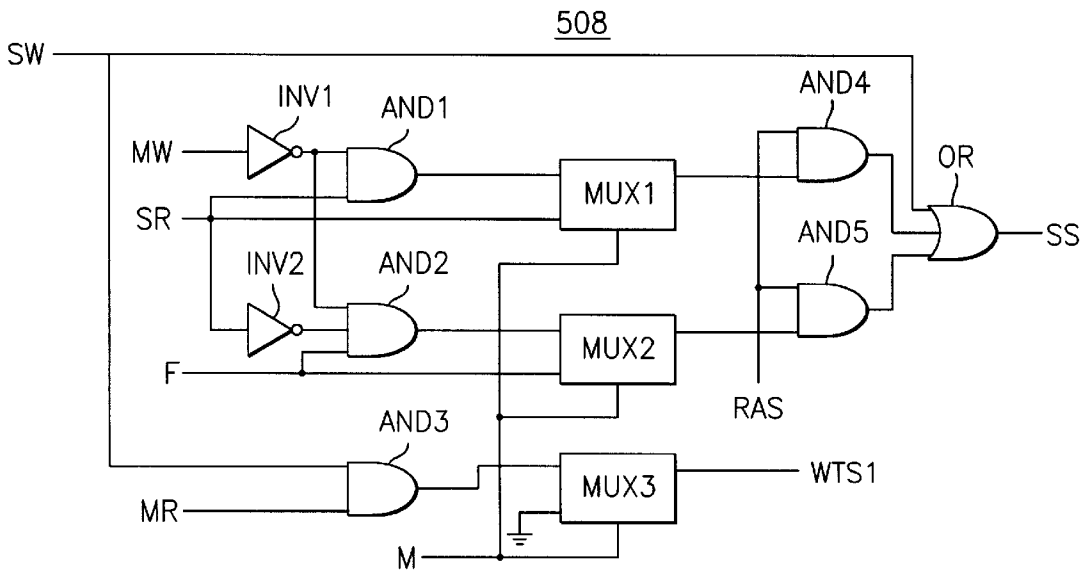 508
SW
INV1
AND1
AND4
MW
MUX1
OR
SR
SS
INV2
AND2
AND5
MUX2
F
RAS
AND3
MUX3
WTS1
MR
M